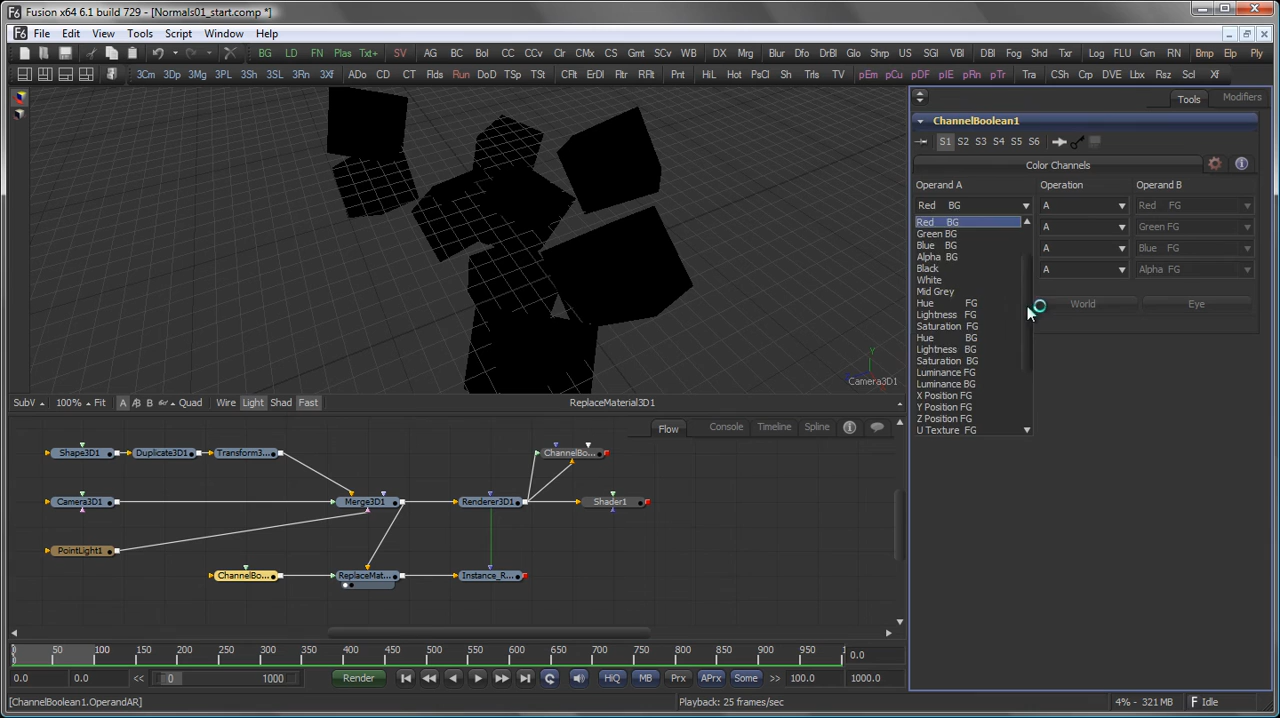 Fusion x64 6.1 build 729 - [Normals01_start.comp *]
File Edit View Tools Script Window Help
BG LD FN Plas Txt+ SV AG BC Bol CC CCv Clr CMx CS Gmt SCv WB DX Mrg Blur Dfo DrBl Glo Shrp US SGl VBl DBl Fog Shd Txr Log FLU Gm RN Bmp Elp Ply
3Cm 3Dp 3Mg 3PL 3Sh 3SL 3Rn 3Xf ADo CD CT Flds Run DoD TSp TSt CFlt ErDl Fltr RFlt Pnt HiL Hot PsCl Sh Trls TV pEm pCu pDF pIE pRn pTr Tra CSh Crp DVE Lbx Rsz Scl Xf
Tools Modifiers
ChannelBoolean1
S1 S2 S3 S4 S5 S6
Color Channels
Operand A Operation Operand B
Red BG A Red FG
Red BG A Green FG
Green BG
Blue BG A Blue FG
Alpha BG
Black A Alpha FG
White
Mid Grey
Hue FG World Eye
Lightness FG
Saturation FG
Hue BG
Lightness BG
Saturation BG
Luminance FG
Luminance BG
X Position FG
Y Position FG
Z Position FG
U Texture FG
Y
Camera3D1
SubV 100% Fit A B Quad Wire Light Shad Fast ReplaceMaterial3D1
Flow Console Timeline Spline
Shape3D1 Duplicate3D1 Transform3... ChannelBo...
Camera3D1 Merge3D1 Renderer3D1 Shader1
PointLight1
ChannelBo... ReplaceMat... Instance_R...
0 50 100 150 200 250 300 350 400 450 500 550 600 650 700 750 800 850 900 950 1 0.0
0.0 0.0 << 0 1000 Render HiQ MB Prx APrx Some >> 100.0 1000.0
[ChannelBoolean1.OperandAR] Playback: 25 frames/sec 4% - 321 MB Idle